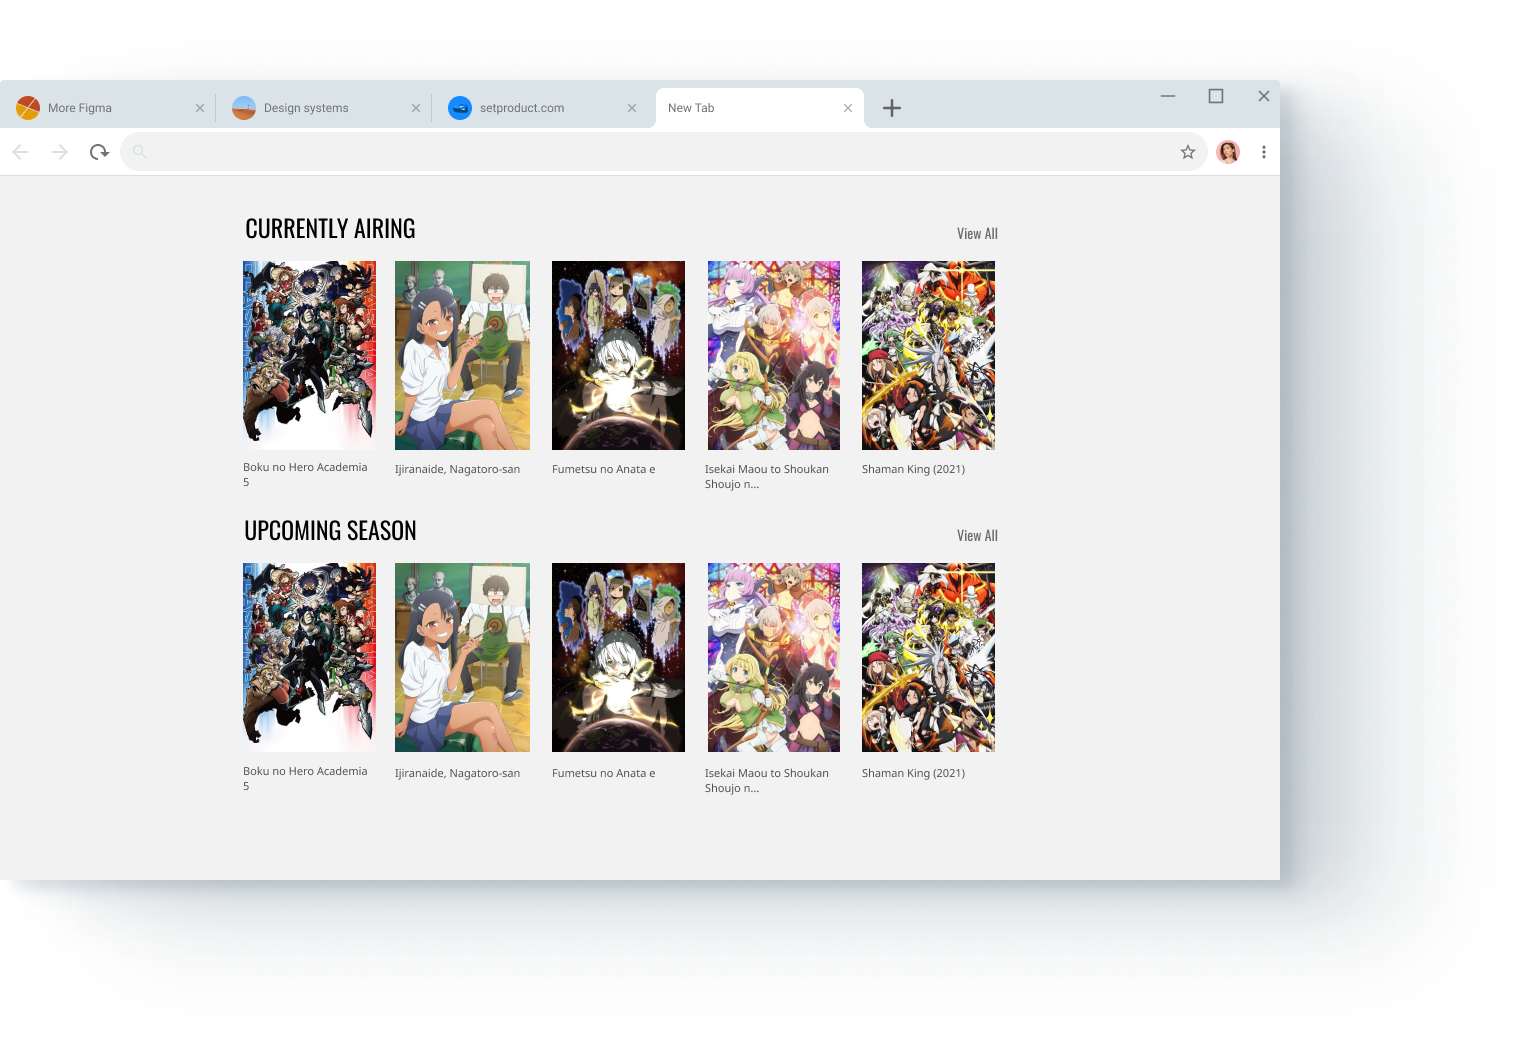 More Figma
Design systems
setproduct.com
New Tab
CURRENTLY AIRING
View All
Boku no Hero Academia
5
Ijiranaide, Nagatoro-san
Fumetsu no Anata e
Isekai Maou to Shoukan
Shoujo n...
Shaman King (2021)
UPCOMING SEASON
View All
Boku no Hero Academia
5
Ijiranaide, Nagatoro-san
Fumetsu no Anata e
Isekai Maou to Shoukan
Shoujo n...
Shaman King (2021)